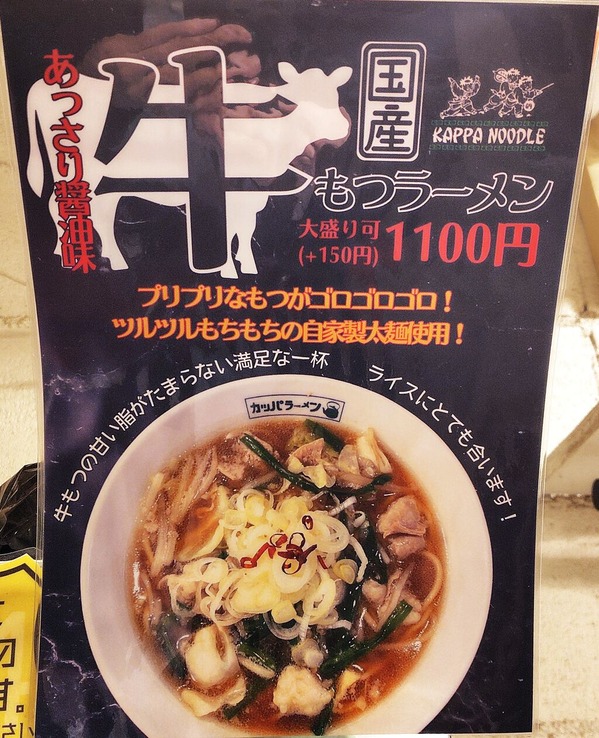 あっさり醤油味
牛
国産
KAPPA NOODLE
もつラーメン
大盛り可
(+150円)
1100円
プリプリなもつがゴロゴロゴロ！
ツルツルもちもちの自家製太麺使用！
牛もつの甘い脂がたまらない満足な一杯
ライスにとても合います！
カッパラーメン